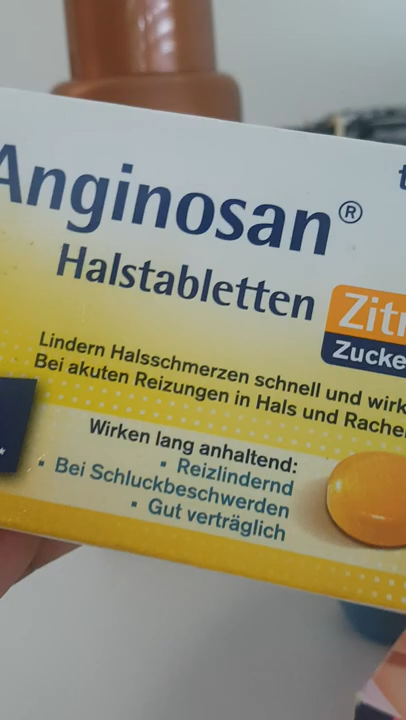 Anginosan®
Halstabletten
Lindern Halsschmerzen schnell und
Bei akuten Reizungen in Hals und
Wirken lang anhaltend:
▪ Reizlindernd
▪ Bei Schluckbeschwerden
▪ Gut verträglich